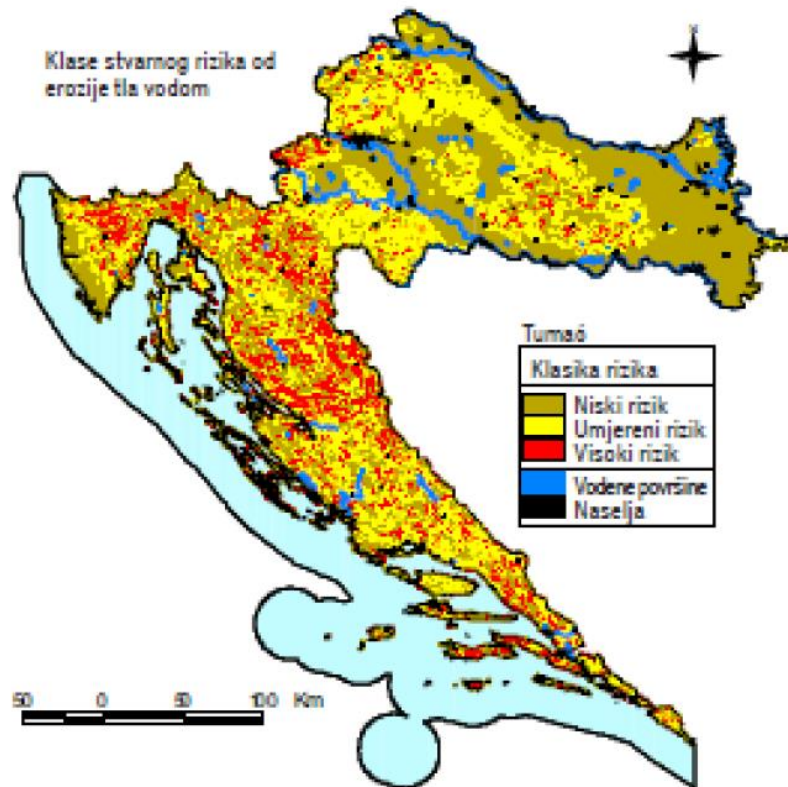 Klase stvarnog rizika od
erozije tla vodom
Tumaó
Klasika rizika
Niski rizik
Umjereni rizik
Visoki rizik
Vodene površine
Naselja
50 0 50 100 Km